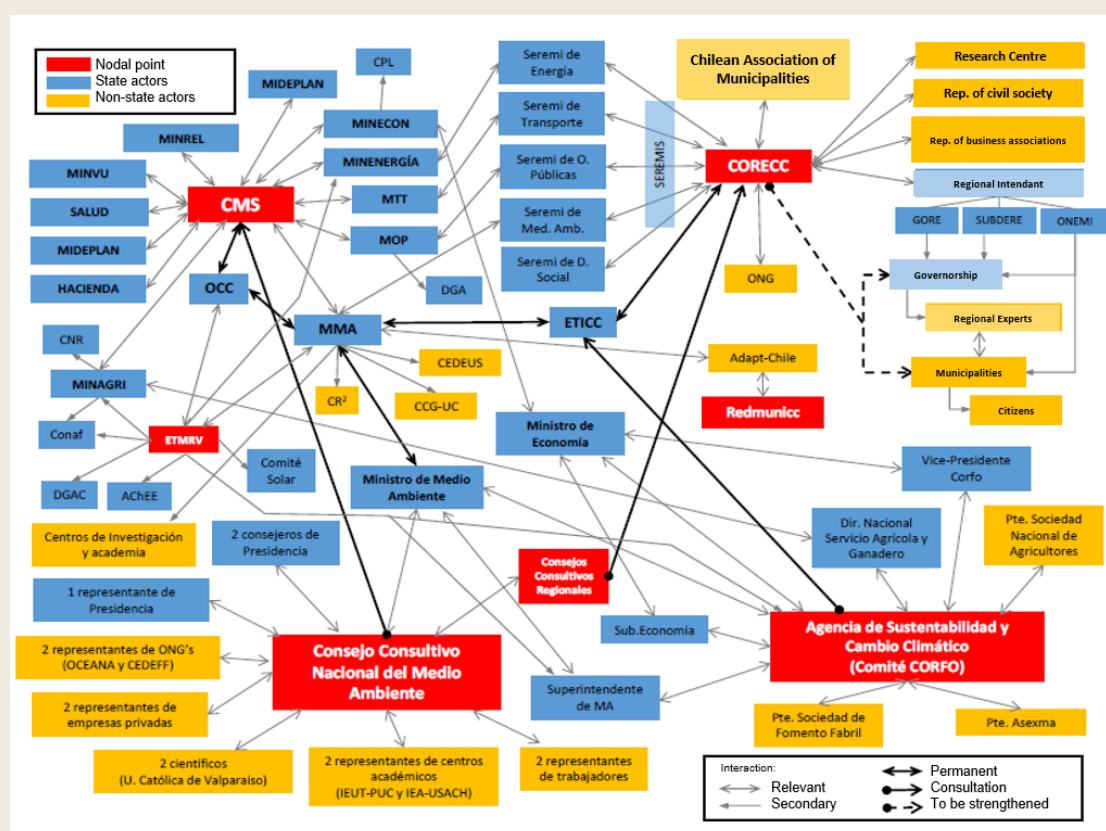 Nodal point
State actors
Non-state actors
CPL
MIDEPLAN
MINREL
MINECON
MINVU
MINENERGÍA
SALUD
CMS
MTT
MIDEPLAN
MOP
HACIENDA
OCC
DGA
MMA
CNR
CEDEUS
MINAGRI
CR²
CCG-UC
Conaf
ETMRV
DGAC
AChEE
Comité
Solar
Seremi de
Energía
Seremi de
Transporte
Seremi de O.
Públicas
Seremi de
Med. Amb.
Seremi de D.
Social
SEREMIS
Chilean Association of
Municipalities
CORECC
ONG
ETICC
Adapt-Chile
Redmunicc
Research Centre
Rep. of civil society
Rep. of business associations
Regional Intendant
GORE
SUBDERE
ONEMI
Governorship
Regional Experts
Municipalities
Citizens
Ministro de
Economía
Vice-Presidente
Corfo
Ministro de Medio
Ambiente
Centros de Investigación
y academia
2 consejeros de
Presidencia
Dir. Nacional
Servicio Agrícola y
Ganadero
Pte. Sociedad
Nacional de
Agricultores
Consejos
Consultivos
Regionales
1 representante de
Presidencia
Sub.Economía
Agencia de Sustentabilidad y
Cambio Climático
(Comité CORFO)
2 representantes de ONG's
(OCEANA y CEDEFF)
Consejo Consultivo
Nacional del Medio
Ambiente
Superintendente
de MA
2 representantes de
empresas privadas
Pte. Sociedad de
Fomento Fabril
Pte. Asexma
2 científicos
(U. Católica de Valparaíso)
2 representantes de centros
académicos
(IEUT-PUC y IEA-USACH)
2 representantes
de trabajadores
Interaction:
Relevant
Secondary
Permanent
Consultation
To be strengthened